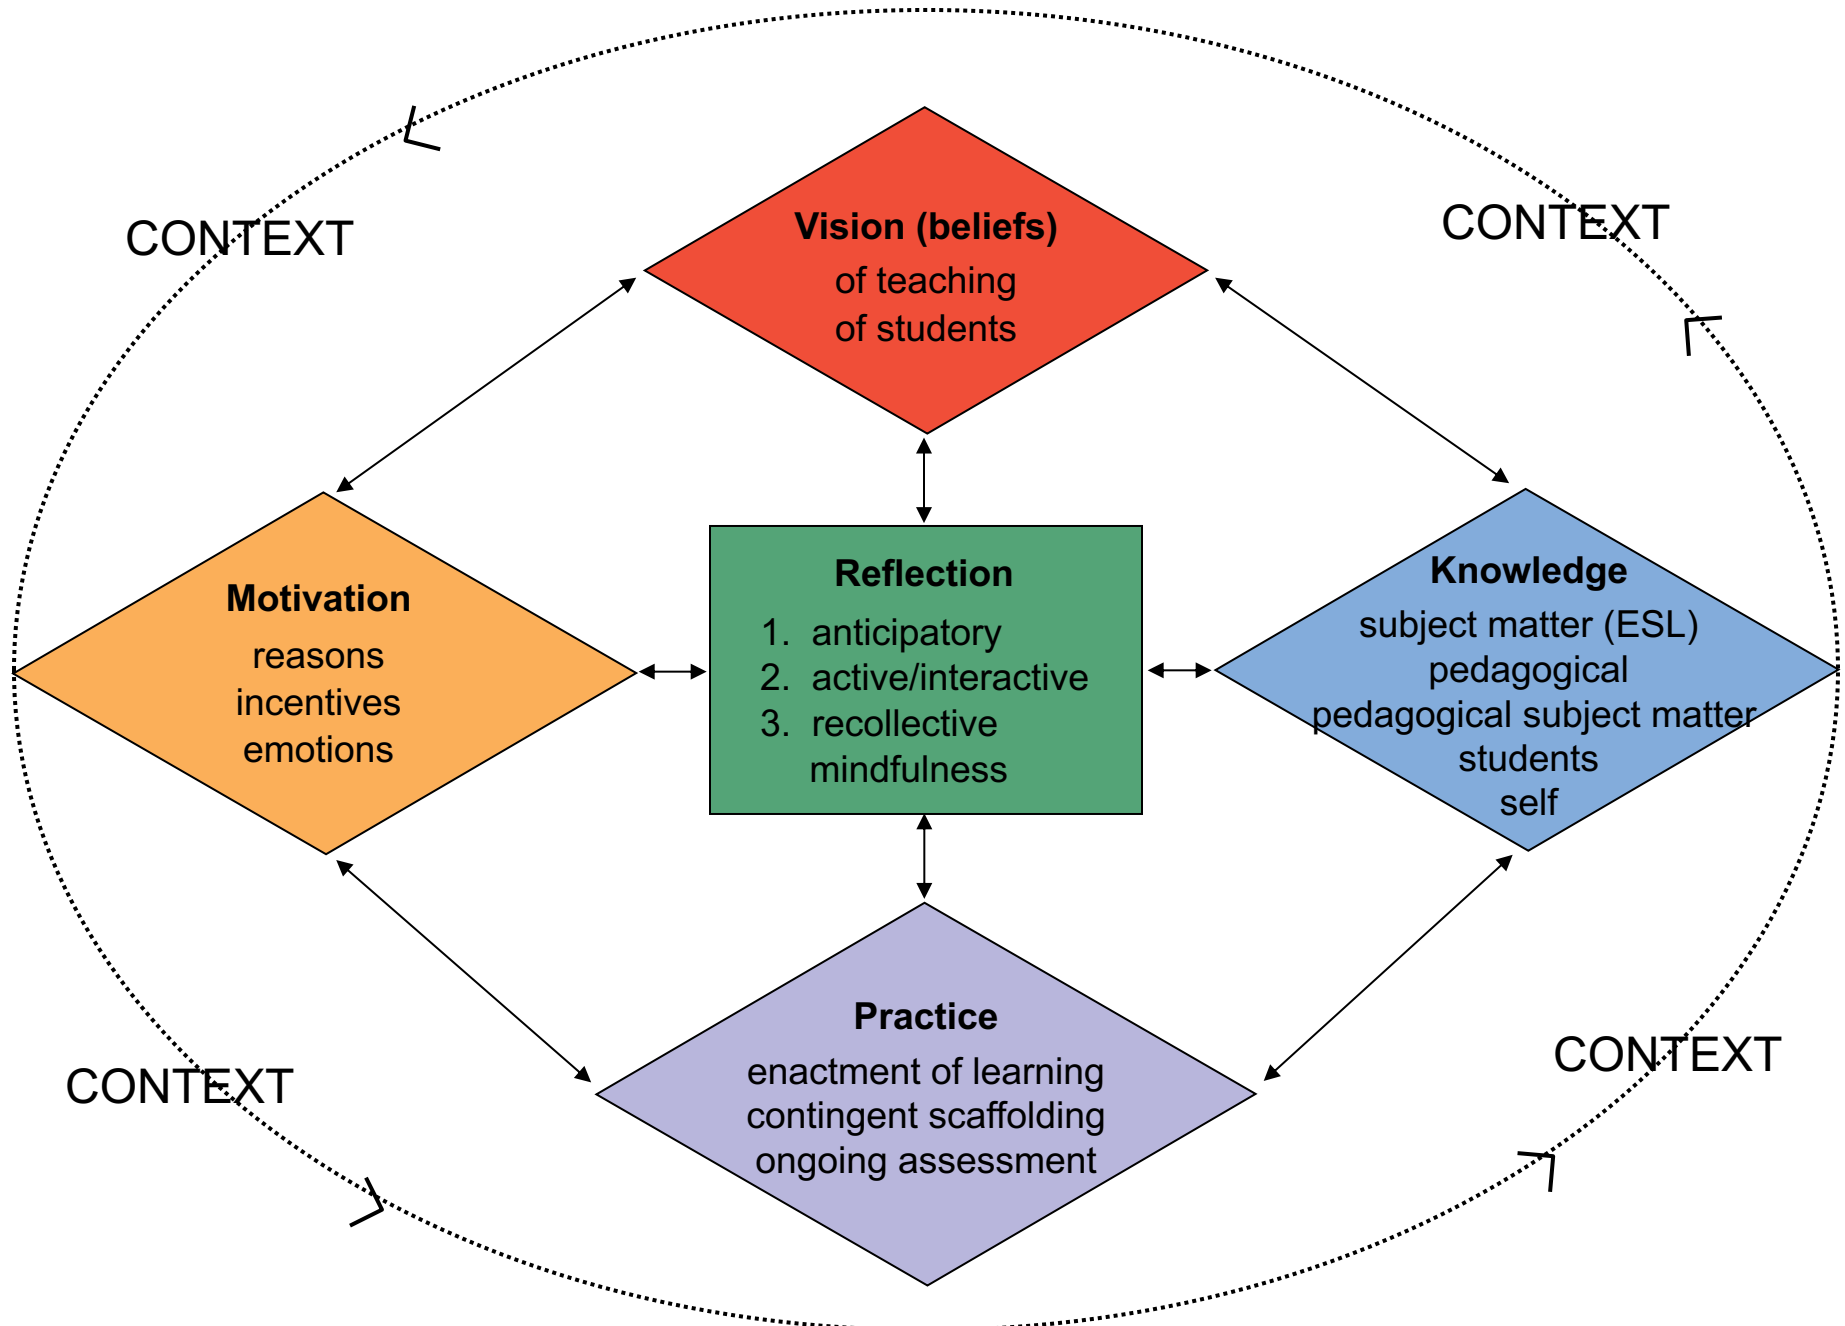 CONTEXT
CONTEXT
Vision (beliefs)
of teaching
of students
Motivation
reasons
incentives
emotions
Reflection
1. anticipatory
2. active/interactive
3. recollective
mindfulness
Knowledge
subject matter (ESL)
pedagogical
pedagogical subject matter
students
self
Practice
enactment of learning
contingent scaffolding
ongoing assessment
CONTEXT
CONTEXT